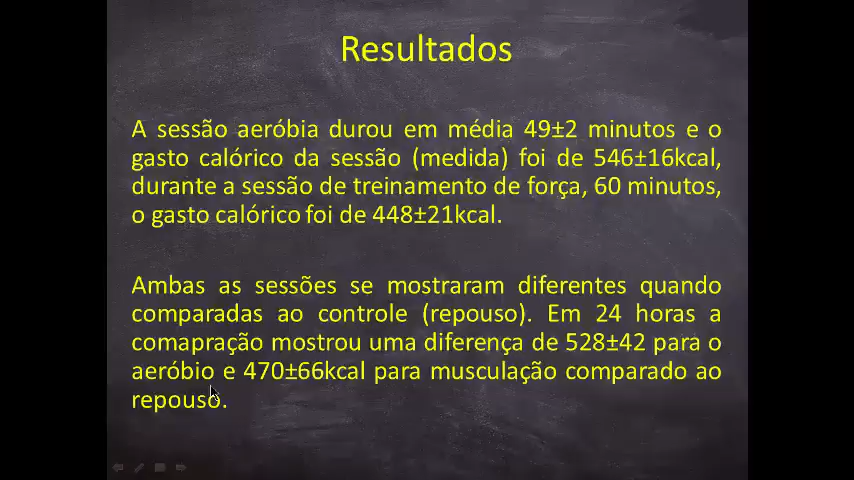 Resultados
A sessão aeróbia durou em média 49±2 minutos e o
gasto calórico da sessão (medida) foi de 546±16kcal,
durante a sessão de treinamento de força, 60 minutos,
o gasto calórico foi de 448±21kcal.
Ambas as sessões se mostraram diferentes quando
comparadas ao controle (repouso). Em 24 horas a
comapração mostrou uma diferença de 528±42 para o
aeróbio e 470±66kcal para musculação comparado ao
repouso.